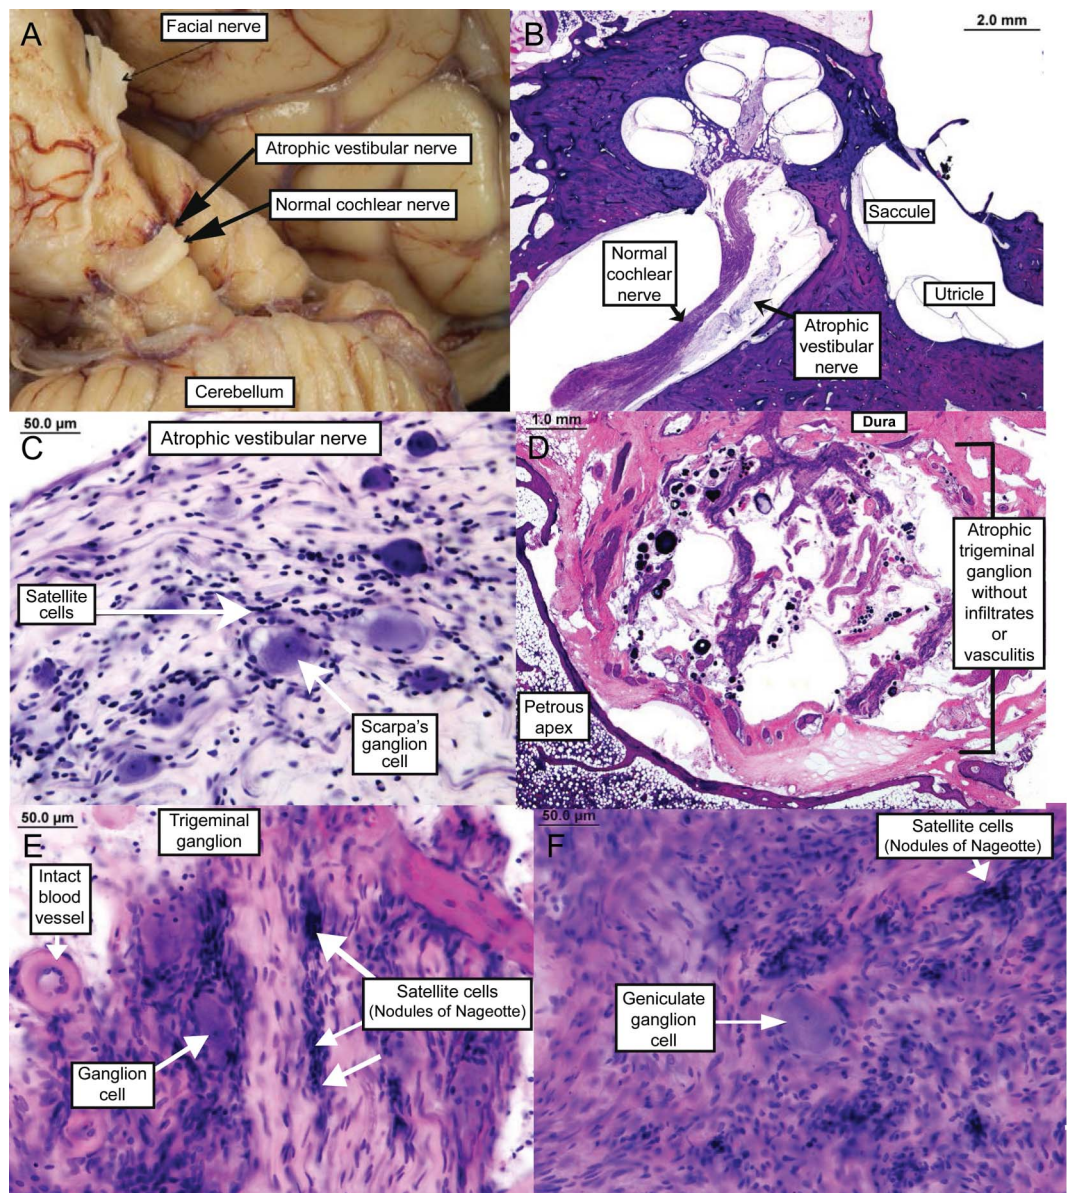 A
Facial nerve
Atrophic vestibular nerve
Normal cochlear nerve
Cerebellum
B
2.0 mm
Saccule
Normal
cochlear
nerve
Utricle
Atrophic
vestibular
nerve
50.0 µm
C
Atrophic vestibular nerve
Satellite
cells
Scarpa's
ganglion
cell
1.0 mm
D
Dura
Atrophic
trigeminal
ganglion
without
infiltrates
or
vasculitis
Petrous
apex
50.0 µm
E
Trigeminal
ganglion
Intact
blood
vessel
Satellite cells
(Nodules of Nageotte)
Ganglion
cell
50.0 µm
F
Satellite cells
(Nodules of Nageotte)
Geniculate
ganglion
cell